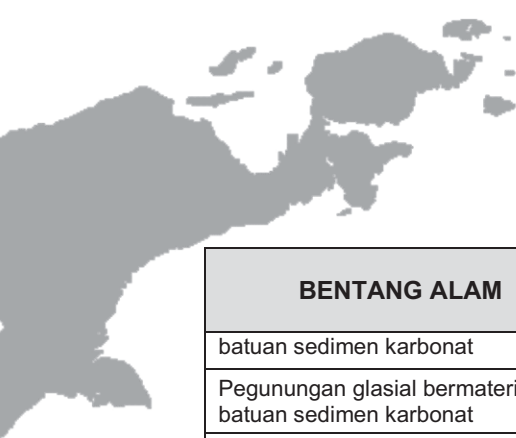 BENTANG ALAM
batuan sedimen karbonat
Pegunungan glasial bermateri
batuan sedimen karbonat